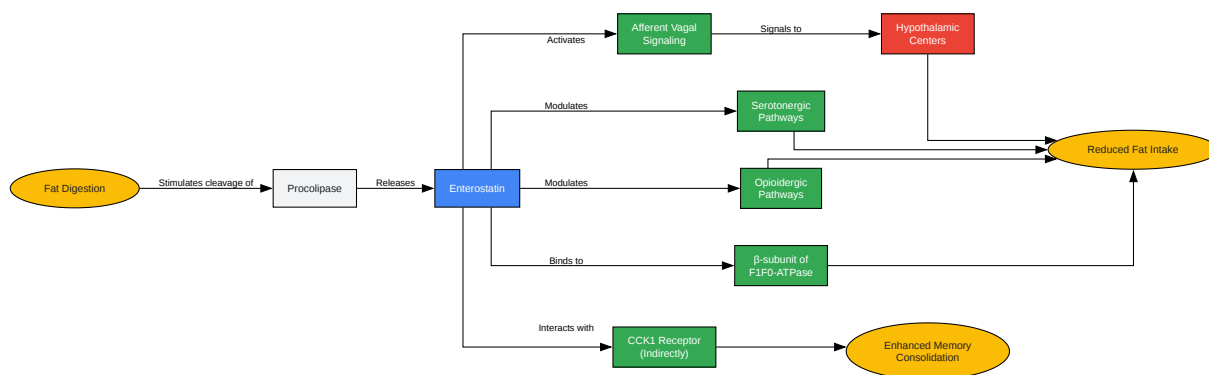 Afferent Vagal
Signaling
Signals to
Hypothalamic
Centers
Activates
Modulates
Serotonergic
Pathways
Reduced Fat Intake
Fat Digestion
Stimulates cleavage of
Procolipase
Releases
Enterostatin
Modulates
Opioidergic
Pathways
Binds to
β-subunit of
F1F0-ATPase
Interacts with
CCK1 Receptor
(Indirectly)
Enhanced Memory
Consolidation